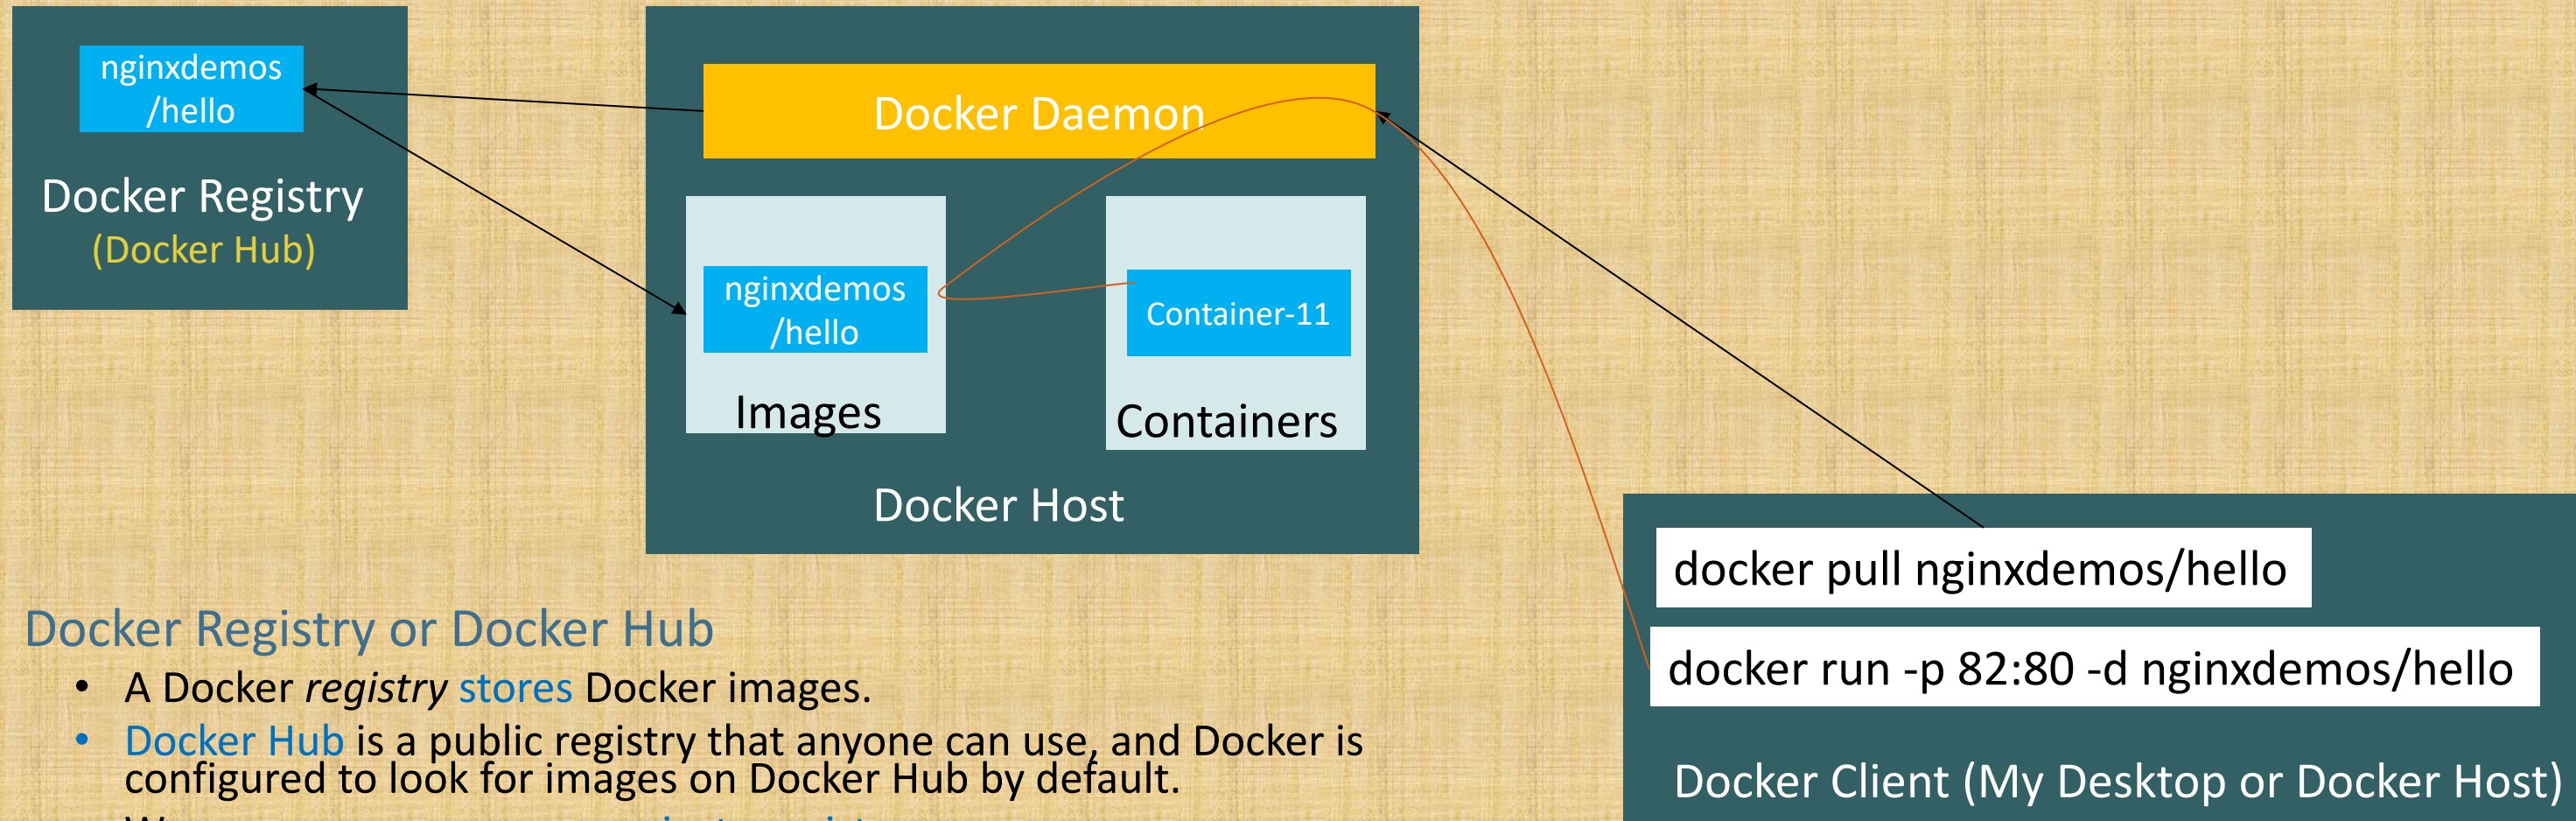 nginxdemos
/hello
Docker Registry
(Docker Hub)
Docker Daemon
nginxdemos
/hello
Images
Container-11
Containers
Docker Host
docker pull nginxdemos/hello
docker run -p 82:80 -d nginxdemos/hello
Docker Client (My Desktop or Docker Host)
Docker Registry or Docker Hub
• A Docker registry stores Docker images.
• Docker Hub is a public registry that anyone can use, and Docker is
configured to look for images on Docker Hub by default.